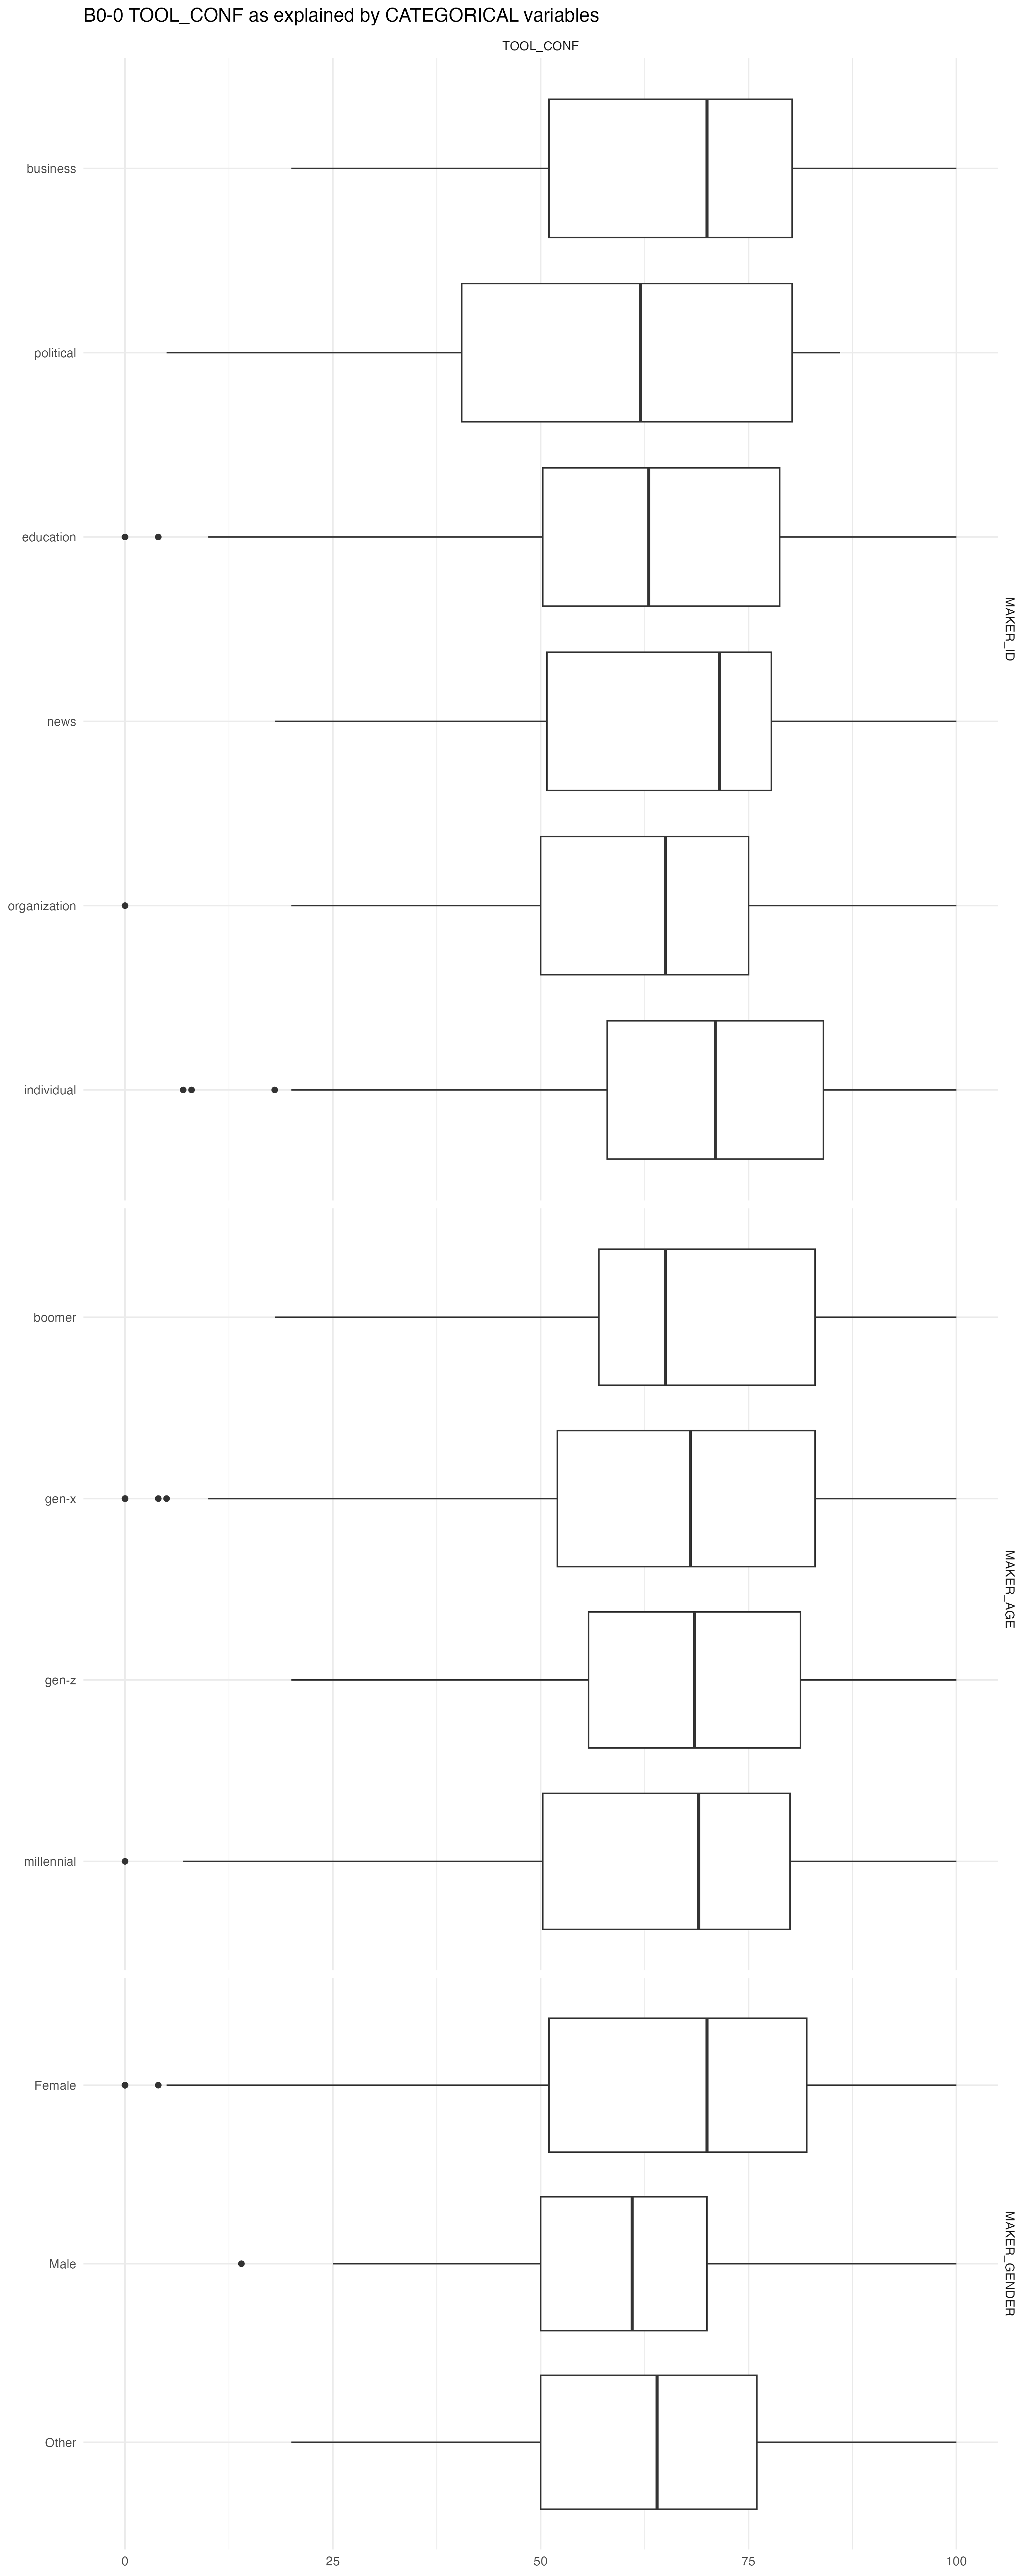 B0-0 TOOL_CONF as explained by CATEGORICAL variables
TOOL_CONF
business
political
education
news
organization
individual
MAKER_ID
boomer
gen-x
gen-z
millennial
MAKER_AGE
Female
Male
Other
MAKER_GENDER
0 25 50 75 100